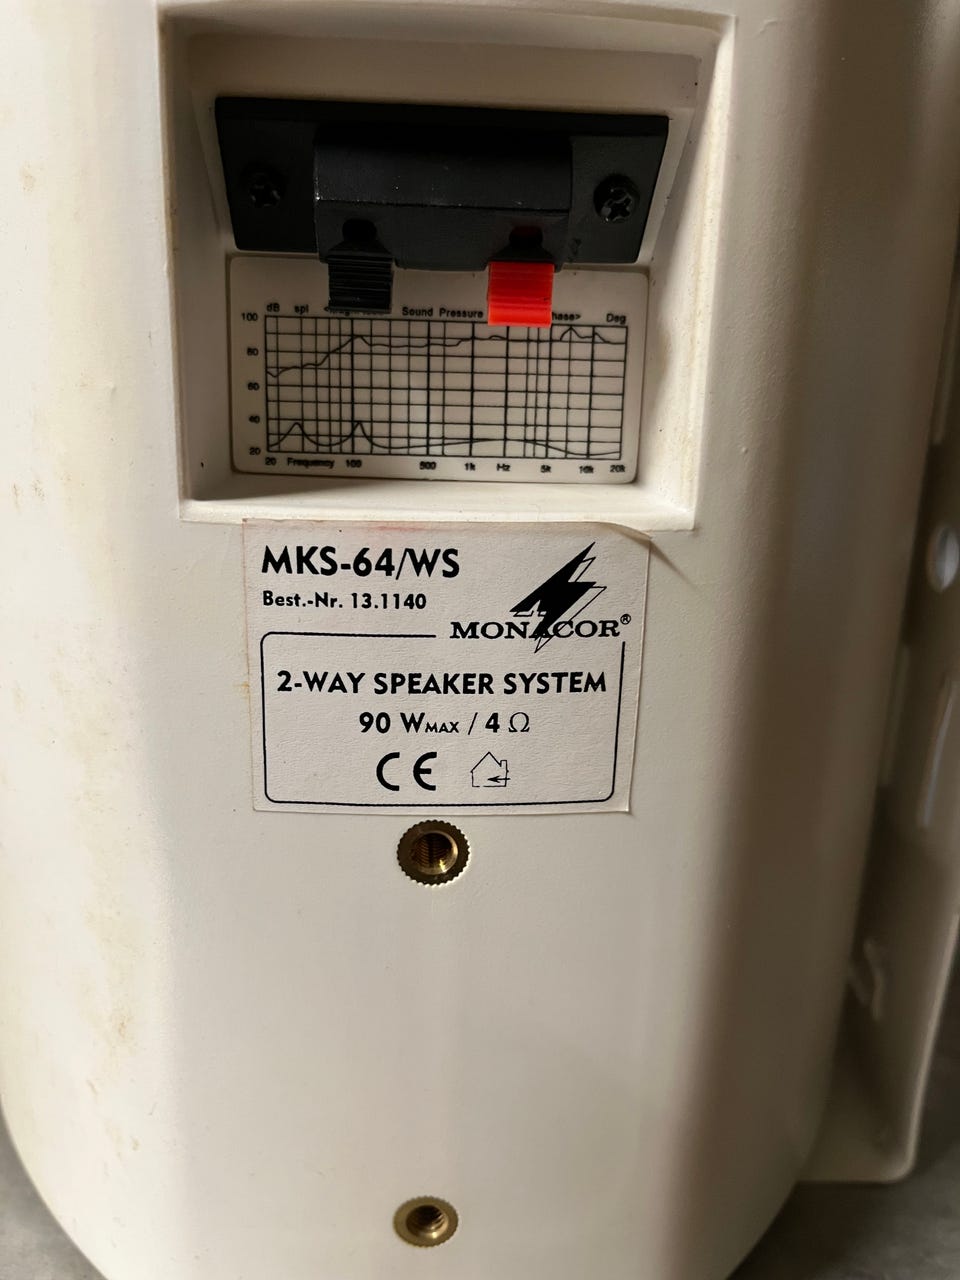 dB spl Sound Pressure hase> Deg
100
80
60
40
20
20 Frequency 100 500 1k Hz 5k 10k 20k
MKS-64/WS
Best.-Nr. 13.1140
MONACOR®
2-WAY SPEAKER SYSTEM
90 WMAX / 4 Ω
CE